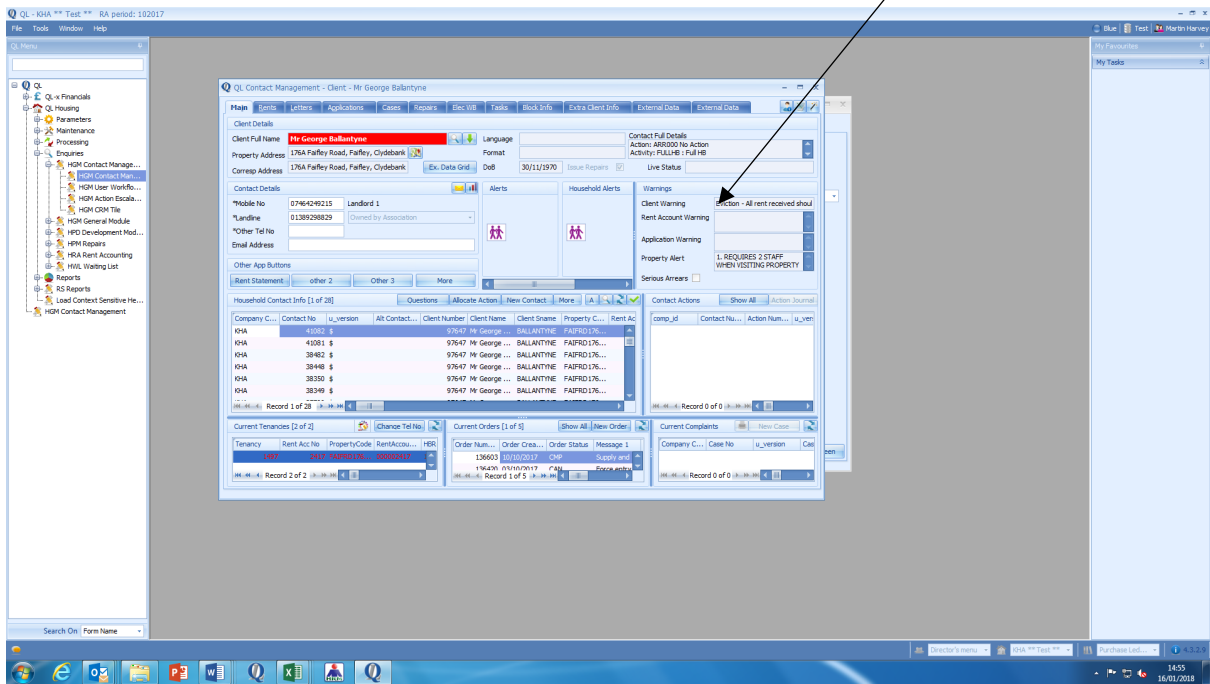 QL - KHA ** Test ** RA period: 102017
File Tools Window Help
Blue Test Martin Harvey
QL Menu
My Favourites
My Tasks
QL
QL-x Financials
QL Housing
Parameters
Maintenance
Processing
Enquiries
HGM Contact Manage...
HGM Contact Man...
HGM User Workflo...
HGM Action Escala...
HGM CRM Tile
HGM General Module
HPD Development Mod...
HPM Repairs
HRA Rent Accounting
HWL Waiting List
Reports
RS Reports
Load Context Sensitive He...
HGM Contact Management
Search On Form Name
QL Contact Management - Client - Mr George Ballantyne
Main Rents Letters Applications Cases Repairs Elec WB Tasks Block Info Extra Client Info External Data External Data
Client Details
Client Full Name Mr George Ballantyne Language
Property Address 176A Faifley Road, Faifley, Clydebank Format
Corresp Address 176A Faifley Road, Faifley, Clydebank Ex. Data Grid DoB 30/11/1970 Issue Repairs
Contact Full Details
Action: ARR000 No Action
Activity: FULLHB : Full HB
Live Status
Contact Details
*Mobile No 07464249215 Landlord 1
*Landline 01389298829 Owned by Association
*Other Tel No
Email Address
Alerts
Household Alerts
Warnings
Client Warning Eviction - All rent received shoul
Rent Account Warning
Application Warning
Property Alert 1. REQUIRES 2 STAFF
WHEN VISITING PROPERTY
Serious Arrears
Other App Buttons
Rent Statement other 2 Other 3 More
Household Contact Info [1 of 28] Questions Allocate Action New Contact More A
Company C... Contact No u_version Alt Contact... Client Number Client Name Client Sname Property C... Rent Ac
KHA 41082 $ 97647 Mr George ... BALLANTYNE FAIFRD176...
KHA 41081 $ 97647 Mr George ... BALLANTYNE FAIFRD176...
KHA 38482 $ 97647 Mr George ... BALLANTYNE FAIFRD176...
KHA 38448 $ 97647 Mr George ... BALLANTYNE FAIFRD176...
KHA 38350 $ 97647 Mr George ... BALLANTYNE FAIFRD176...
KHA 38349 $ 97647 Mr George ... BALLANTYNE FAIFRD176...
Record 1 of 28
Contact Actions Show All Action Journal
comp_id Contact Nu... Action Num... u_ver
Record 0 of 0
Current Tenancies [2 of 2] Change Tel No
Tenancy Rent Acc No PropertyCode RentAccou... HBR
Record 2 of 2
Current Orders [1 of 5] Show All New Order
Order Num... Order Crea... Order Status Message 1
136603 10/10/2017 CMP Supply and
136420 03/10/2017 CAN Force entry
Record 1 of 5
Current Complaints New Case
Company C... Case No u_version Cas
Record 0 of 0
een
Director's menu KHA ** Test ** Purchase Led... 4.3.2.9
14:55
16/01/2018